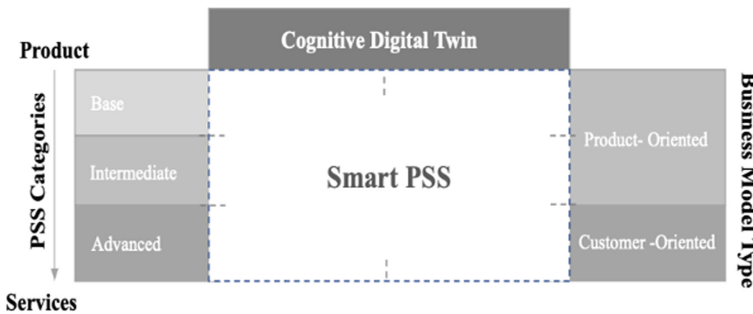 Cognitive Digital Twin
Product
Base
Intermediate
Advanced
PSS Categories
Services
Smart PSS
Product- Oriented
Customer -Oriented
Business Model Type